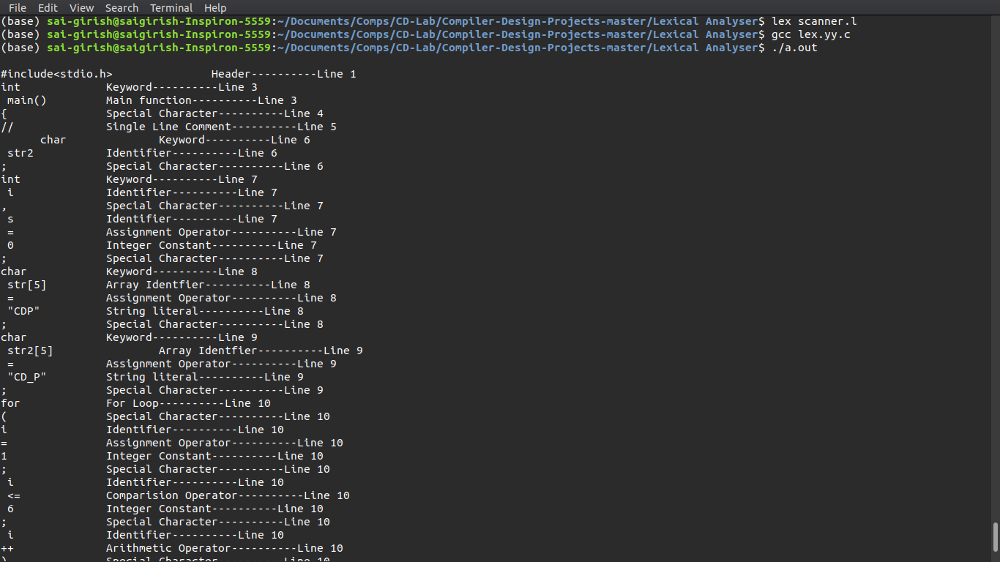 File Edit View Search Terminal Help
(base) sai-girish@saigirish-Inspiron-5559:~/Documents/Comps/CD-Lab/Compiler-Design-Projects-master/Lexical Analyser$ lex scanner.l
(base) sai-girish@saigirish-Inspiron-5559:~/Documents/Comps/CD-Lab/Compiler-Design-Projects-master/Lexical Analyser$ gcc lex.yy.c
(base) sai-girish@saigirish-Inspiron-5559:~/Documents/Comps/CD-Lab/Compiler-Design-Projects-master/Lexical Analyser$ ./a.out
#include<stdio.h>               Header----------Line 1
int             Keyword----------Line 3
 main()         Main function----------Line 3
{               Special Character----------Line 4
//              Single Line Comment----------Line 5
      char              Keyword----------Line 6
 str2           Identifier----------Line 6
;               Special Character----------Line 6
int             Keyword----------Line 7
 i              Identifier----------Line 7
,               Special Character----------Line 7
 s              Identifier----------Line 7
 =              Assignment Operator----------Line 7
 0              Integer Constant----------Line 7
;               Special Character----------Line 7
char            Keyword----------Line 8
 str[5]         Array Identfier----------Line 8
 =              Assignment Operator----------Line 8
 "CDP"          String literal----------Line 8
;               Special Character----------Line 8
char            Keyword----------Line 9
 str2[5]                Array Identfier----------Line 9
 =              Assignment Operator----------Line 9
 "CD_P"         String literal----------Line 9
;               Special Character----------Line 9
for             For Loop----------Line 10
(               Special Character----------Line 10
i               Identifier----------Line 10
=               Assignment Operator----------Line 10
1               Integer Constant----------Line 10
;               Special Character----------Line 10
 i              Identifier----------Line 10
 <=             Comparision Operator----------Line 10
 6              Integer Constant----------Line 10
;               Special Character----------Line 10
 i              Identifier----------Line 10
++              Arithmetic Operator----------Line 10
)               Special Character----------Line 10